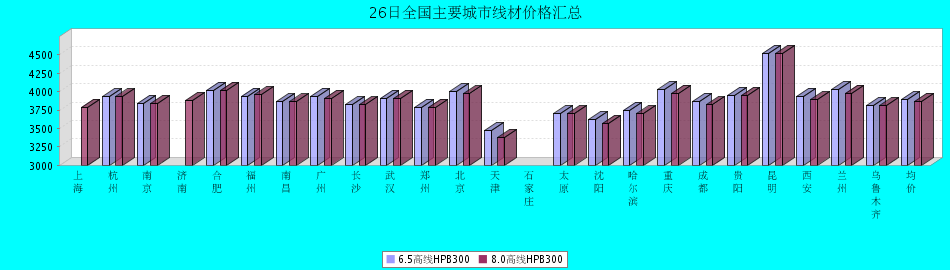 26日全国主要城市线材价格汇总
4500
4250
4000
3750
3500
3250
3000
上海
杭州
南京
济南
合肥
福州
南昌
广州
长沙
武汉
郑州
北京
天津
石家庄
太原
沈阳
哈尔滨
重庆
成都
贵阳
昆明
西安
兰州
乌鲁木齐
均价
6.5高线HPB300
8.0高线HPB300